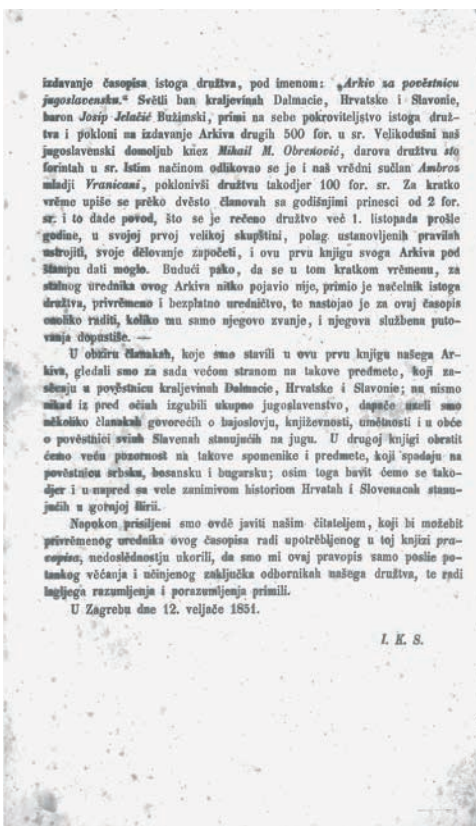 izdavanje časopisa istoga družtva, pod imenom: „Arkiv za pověstnicu
jugoslavensku.“ Světli ban kraljevinah Dalmacie, Hrvatske i Slavonie,
baron Josip Jelačić Bužimski, primi na sebe pokroviteljstvo istoga druž-
tva i pokloni na izdavanje Arkiva drugih 500 for. u sr. Velikodušni naš
jugoslavenski domoljub knez Mihail M. Obrenović, darova družtvu sto
forintah u sr. Istim načinom odlikovao se je i naš vrědni sučlan Ambroz
mladji Vranicani, poklonivši družtvu takodjer 100 for. sr. Za kratko
vrěme upiše se prěko dvěsto članovah sa godišnjimi prinesci od 2 for.
sr. i to dade povod, što se je rečeno družtvo već 1. listopada prošle
godine, u svojoj prvoj velikoj skupštini, polag ustanovljenih pravilah
ustrojiti, svoje dělovanje započeti, i ovu prvu knjigu svoga Arkiva pod
štampu dati moglo. Budući pako, da se u tom kratkom vrěmenu, za
stalnog urednika ovog Arkiva nitko pojavio nije, primio je načelnik istoga
družtva, privrěmeno i bezplatno uredničtvo, te nastojao je za ovaj časopis
onoliko raditi, koliko mu samo njegovo zvanje, i njegova službena puto-
vanja dopustiše. —
U obziru člankah, koje smo stavili u ovu prvu knjigu našega Ar-
kiva, gledali smo za sada većom stranom na takove predmete, koji za-
sěcaju u pověstnicu kraljevinah Dalmacie, Hrvatske i Slavonie; nu nismo
nikad iz pred očiuh izgubili ukupno jugoslavenstvo, dapače uzeli smo
několiko člankah govorećih o bajoslovju, književnosti, umětnosti i u obće
o pověstnici sviuh Slavenah stanujućih na jugu. U drugoj knjigi obratit
ćemo veću pozornost na takove spomenike i predmete, koji spadaju na
pověstnicu srbsku, bosansku i bugarsku; osim toga bavit ćemo se tako-
djer i u napred sa vele zanimivom historiom Hrvatah i Slovenacah stanu-
jućih u gornjoj Ilirii.
Napokon prisiljeni smo ovdě javiti našim čitateljem, koji bi možebit
privrěmenog urednika ovog časopisa radi upotrěbljenog u toj knjizi pra-
vopisa, nedoslědnostju ukorili, da smo mi ovaj pravopis samo poslie po-
tankog věćanja i učinjenog zaključka odbornikah našega družtva, te radi
lagljega razumljenja i porazumljenja primili.
U Zagrebu dne 12. veljače 1851.
I. K. S.